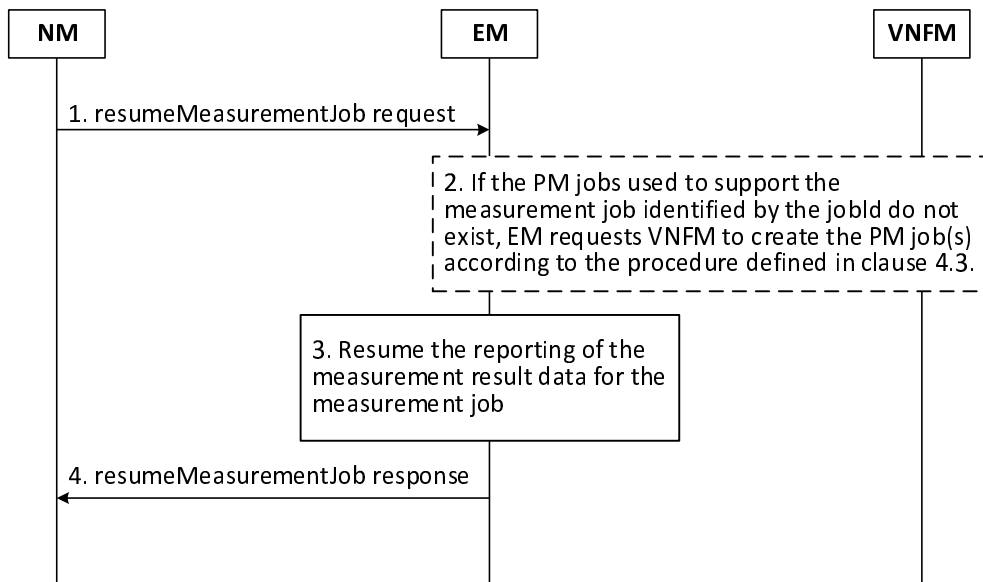 NM
EM
VNFM
1. resumeMeasurementJob request
2. If the PM jobs used to support the
measurement job identified by the jobId do not
exist, EM requests VNFM to create the PM job(s)
according to the procedure defined in clause 4.3.
3. Resume the reporting of the
measurement result data for the
measurement job
4. resumeMeasurementJob response